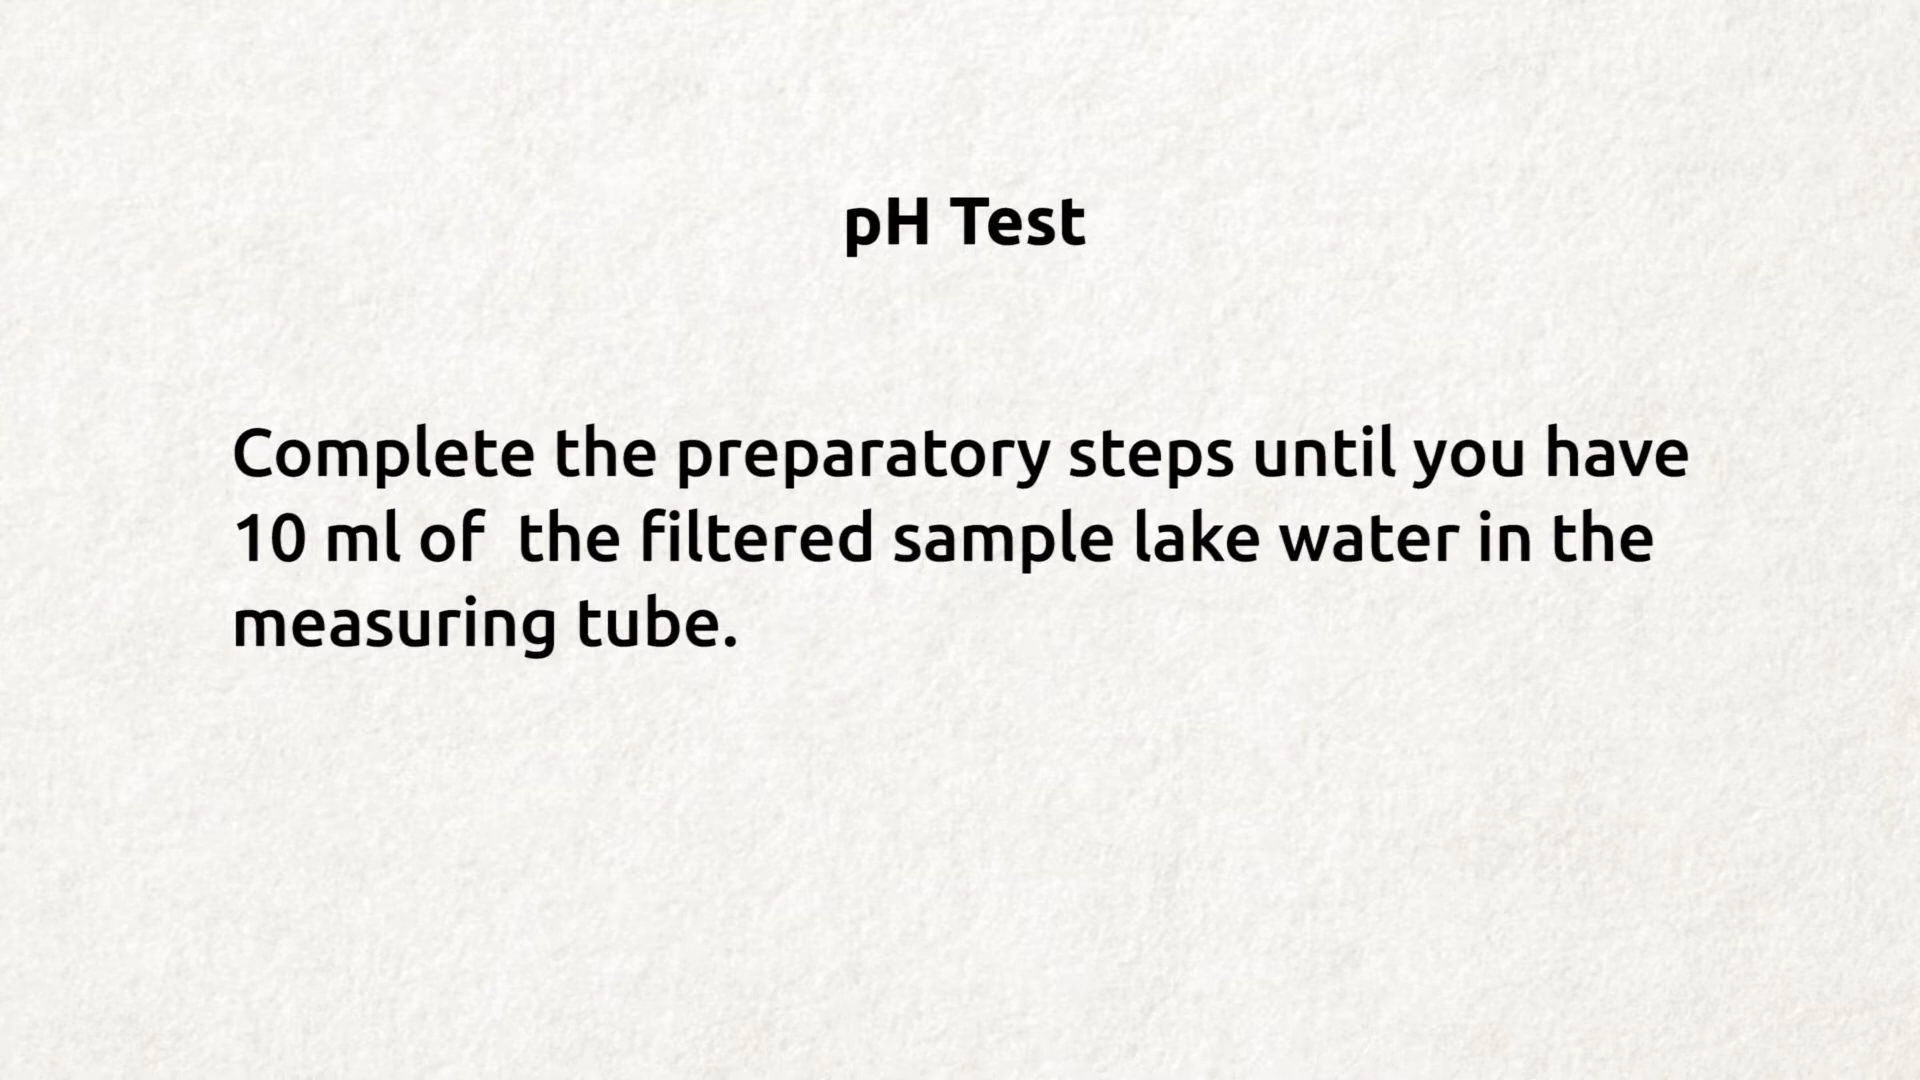 pH Test
Complete the preparatory steps until you have
10 ml of  the filtered sample lake water in the
measuring tube.